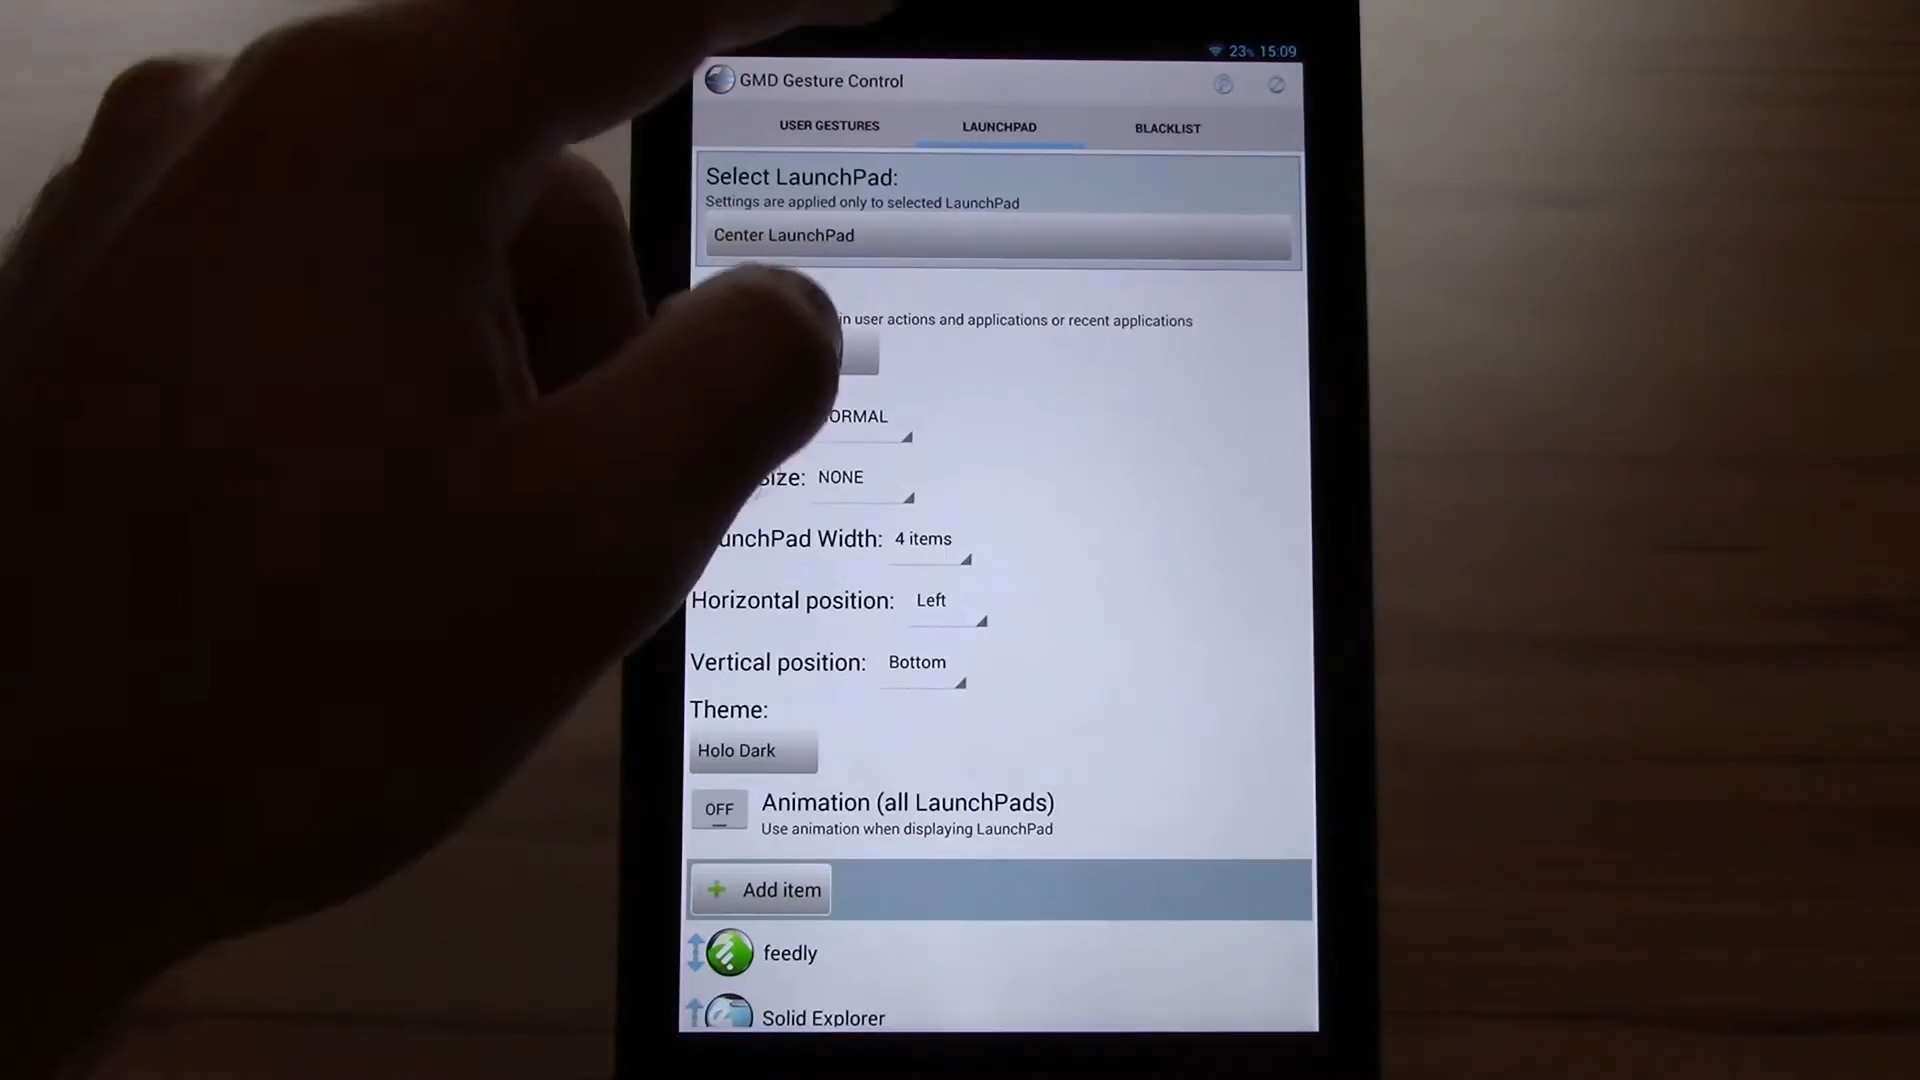 23% 15:09
GMD Gesture Control
USER GESTURES LAUNCHPAD BLACKLIST
Select LaunchPad:
Settings are applied only to selected LaunchPad
Center LaunchPad
in user actions and applications or recent applications
ORMAL
Size: NONE
unchPad Width: 4 items
Horizontal position: Left
Vertical position: Bottom
Theme:
Holo Dark
OFF Animation (all LaunchPads)
Use animation when displaying LaunchPad
+ Add item
feedly
Solid Explorer